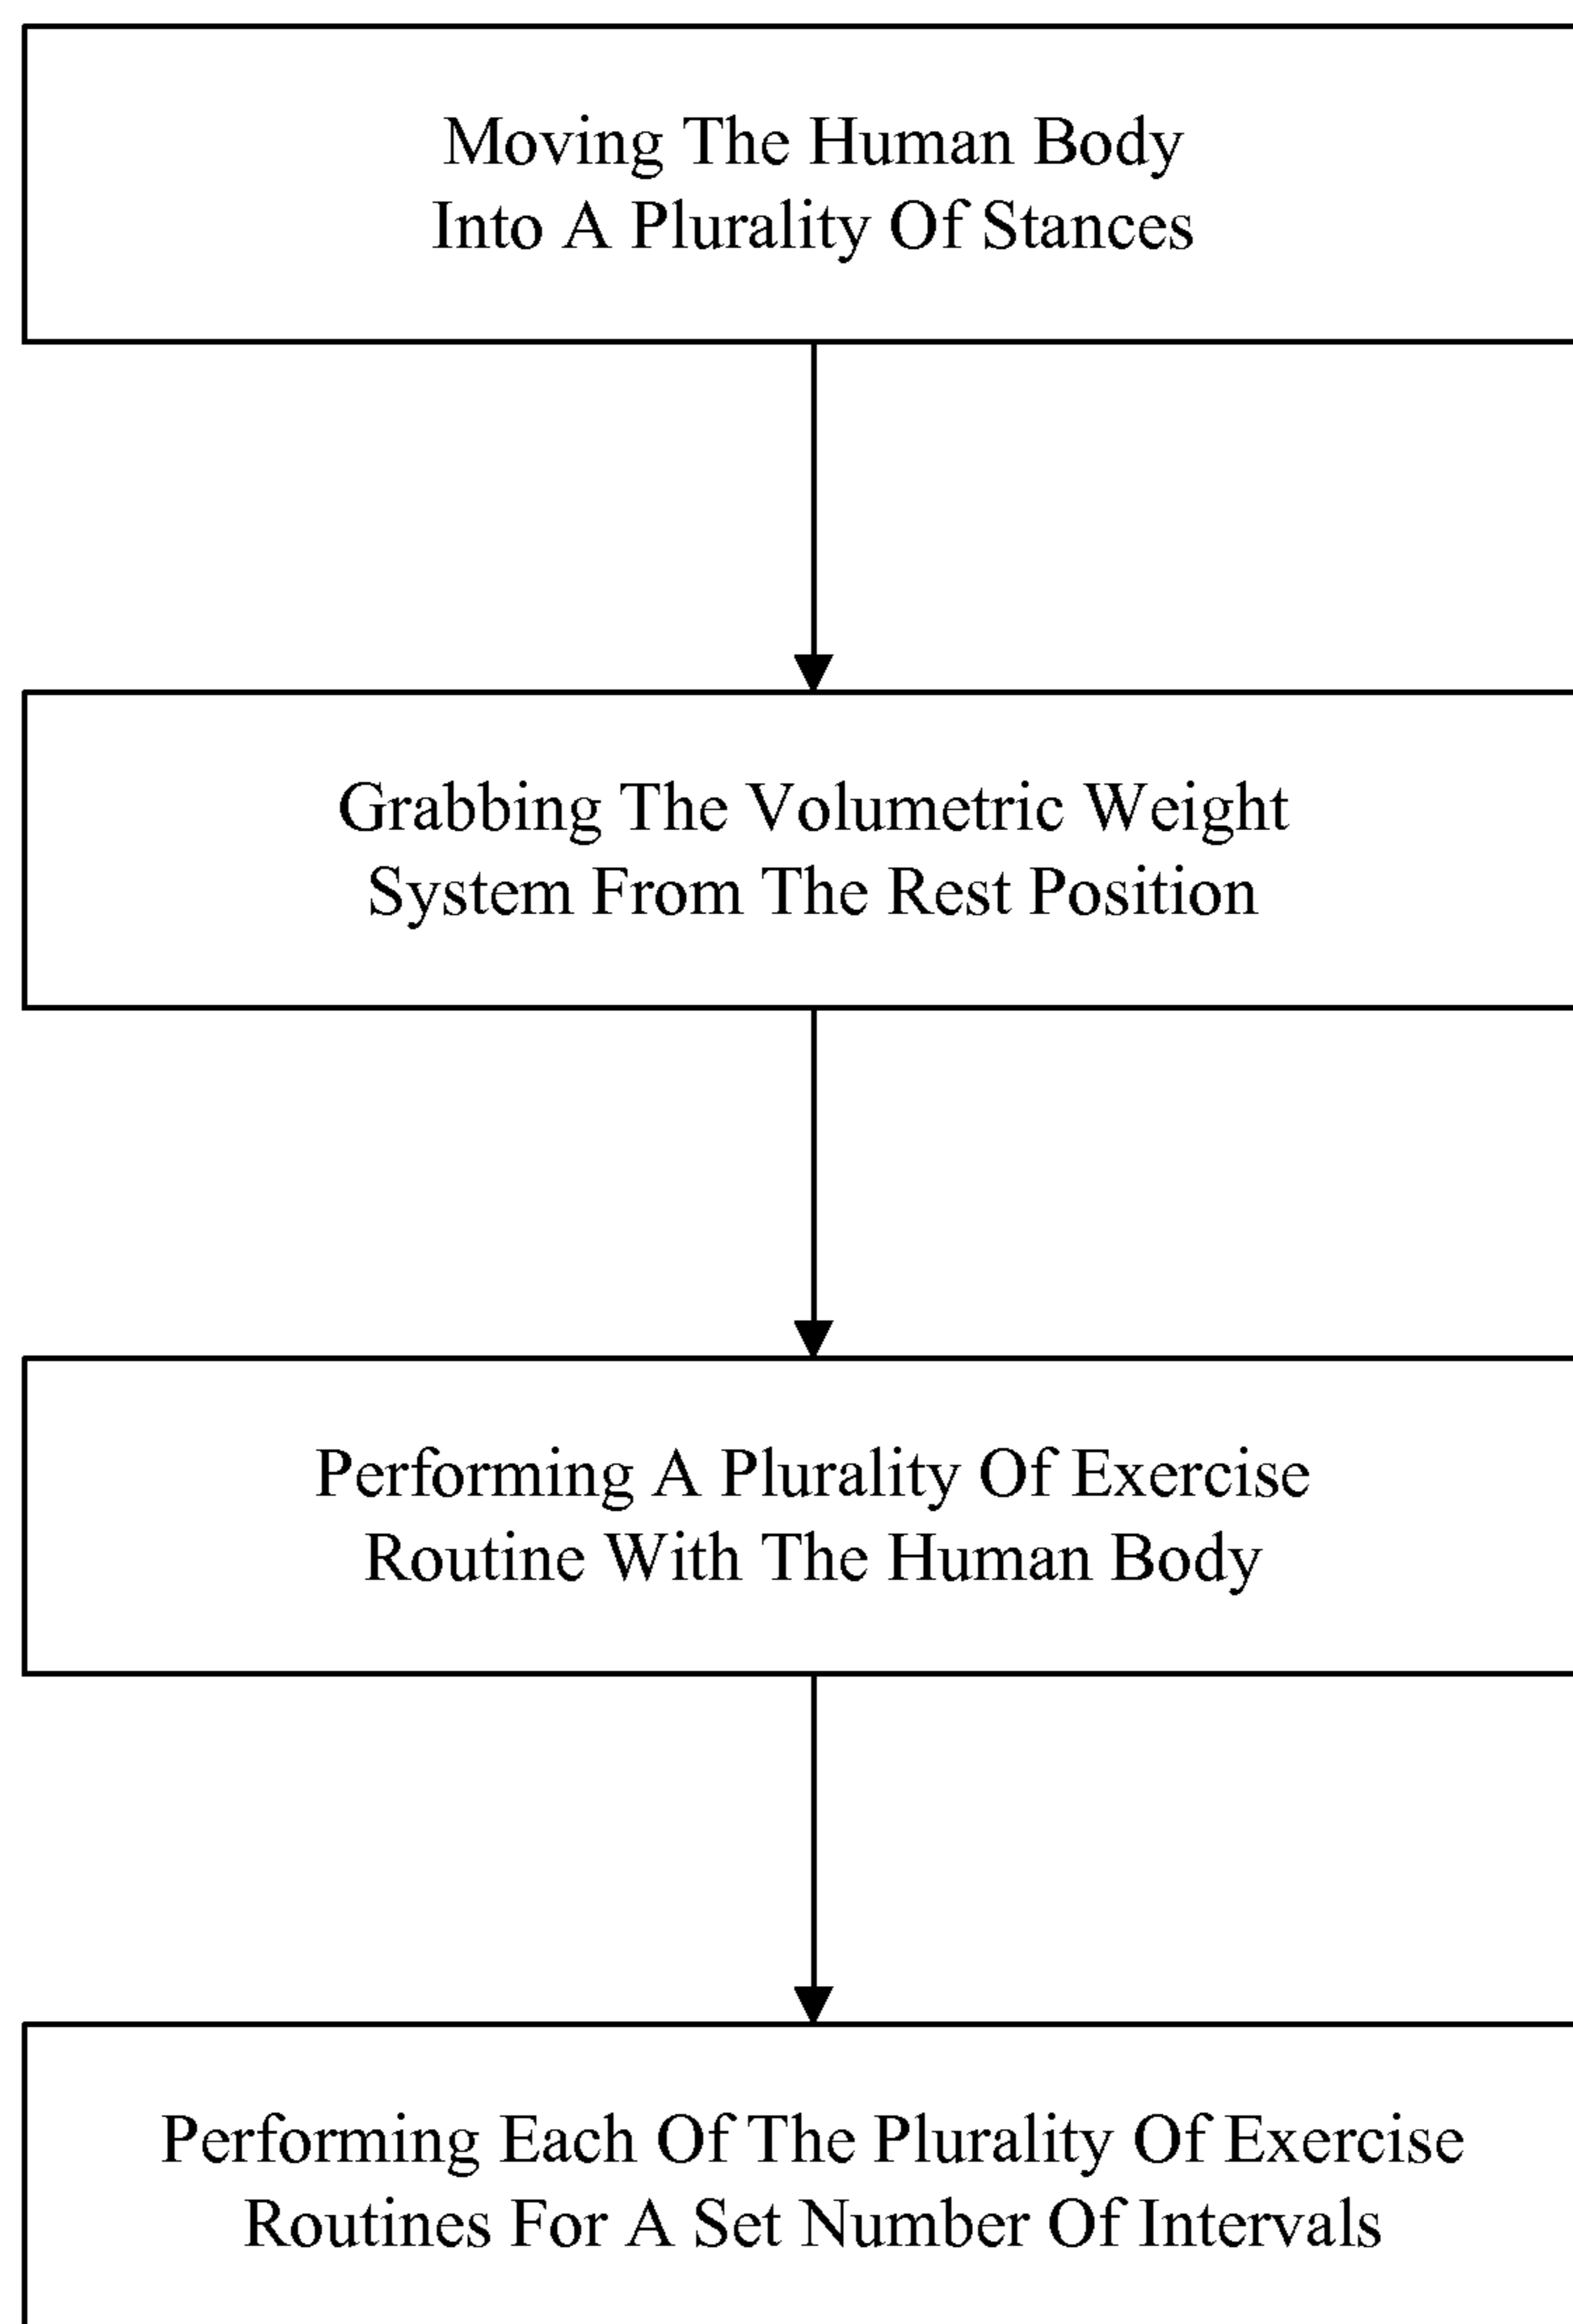 Moving The Human Body
Into A Plurality Of Stances
Grabbing The Volumetric Weight
System From The Rest Position
Performing A Plurality Of Exercise
Routine With The Human Body
Performing Each Of The Plurality Of Exercise
Routines For A Set Number Of Intervals